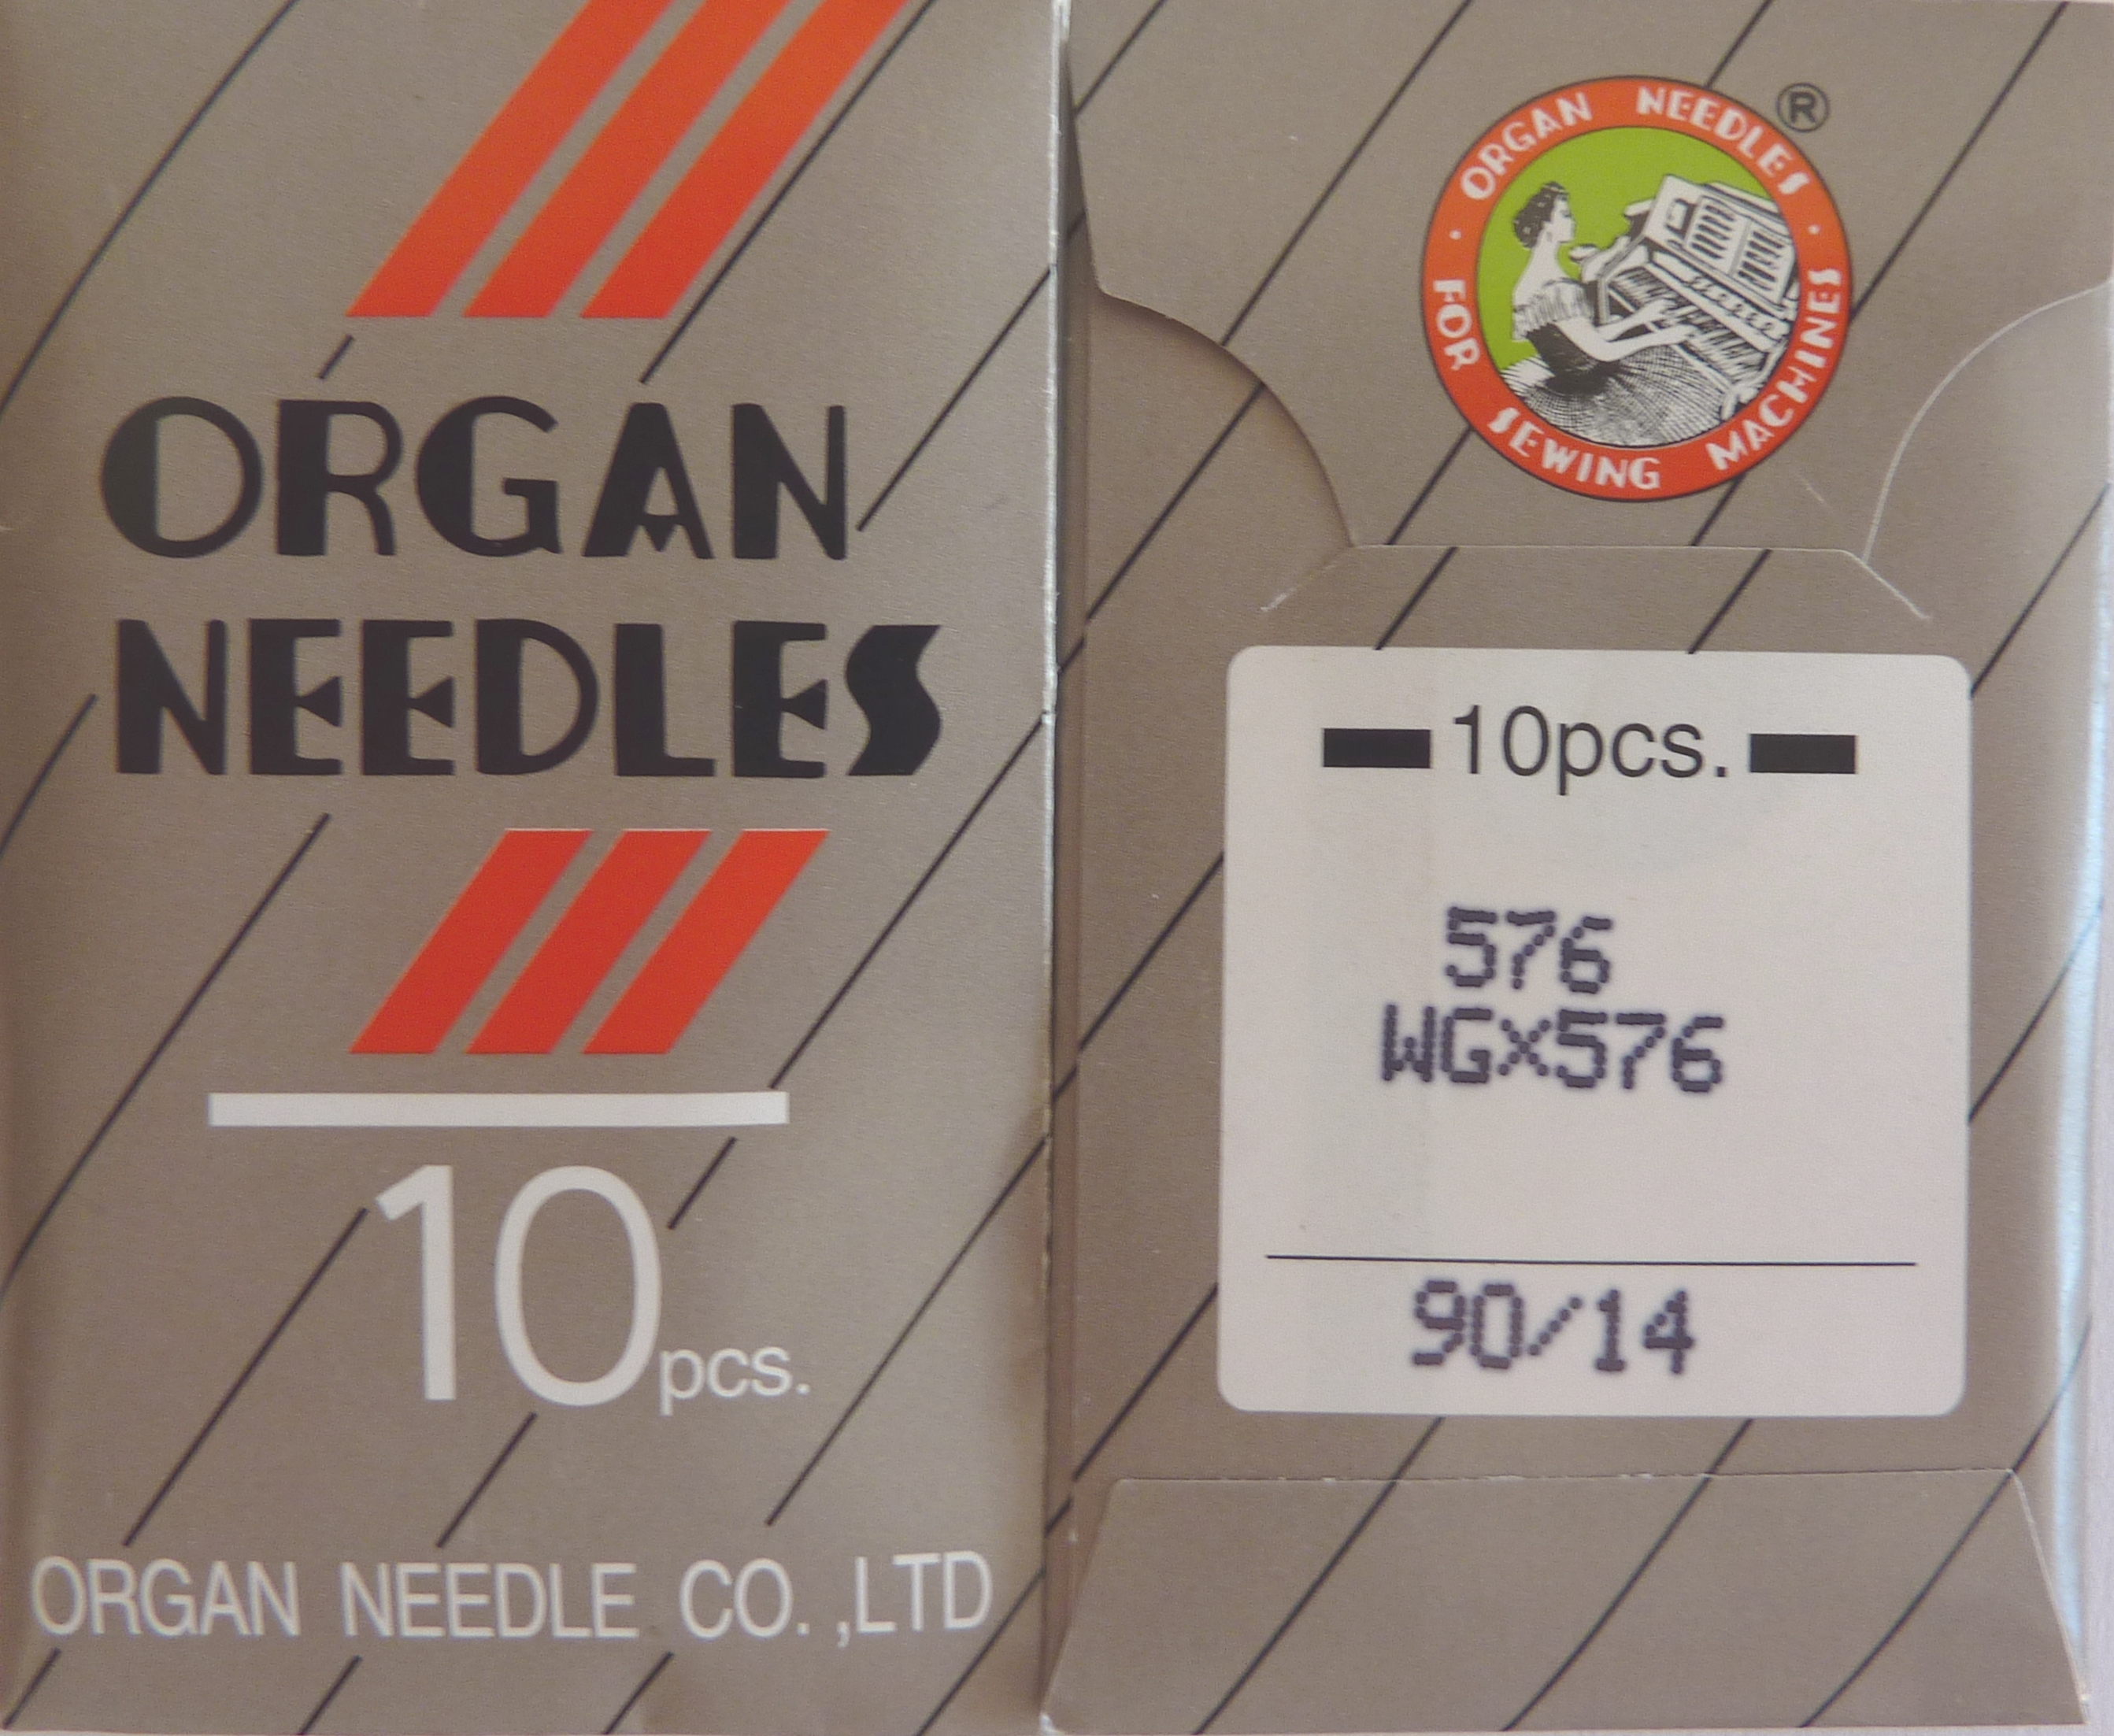 ORGAN
NEEDLES
10pcs.
ORGAN NEEDLE CO.,LTD
· ORGAN NEEDLES ·
FOR SEWING MACHINES
®
10pcs.
576
WGX576
90/14